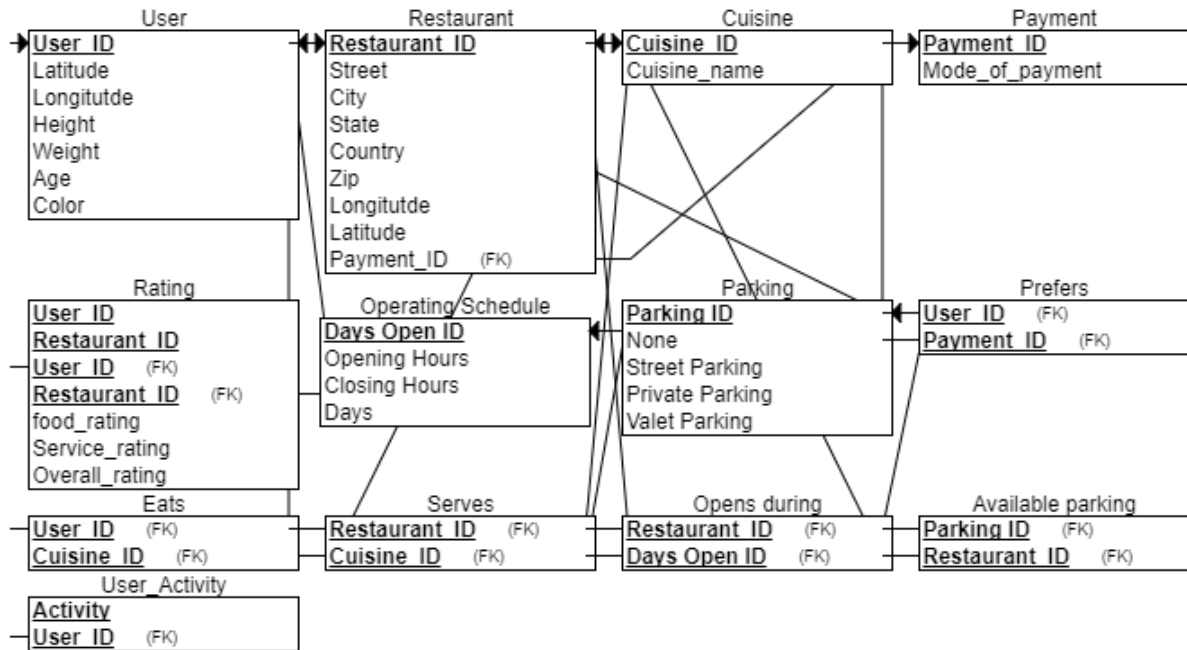 User
User_ID
Latitude
Longitutde
Height
Weight
Age
Color
Restaurant
Restaurant_ID
Street
City
State
Country
Zip
Longitutde
Latitude
Payment_ID (FK)
Cuisine
Cuisine_ID
Cuisine_name
Payment
Payment_ID
Mode_of_payment
Rating
User_ID
Restaurant_ID
User_ID (FK)
Restaurant_ID (FK)
food_rating
Service_rating
Overall_rating
Operating Schedule
Days Open ID
Opening Hours
Closing Hours
Days
Parking
Parking ID
None
Street Parking
Private Parking
Valet Parking
Prefers
User_ID (FK)
Payment_ID (FK)
Eats
User_ID (FK)
Cuisine_ID (FK)
Serves
Restaurant_ID (FK)
Cuisine_ID (FK)
Opens during
Restaurant_ID (FK)
Days Open ID (FK)
Available parking
Parking ID (FK)
Restaurant_ID (FK)
User_Activity
Activity
User_ID (FK)